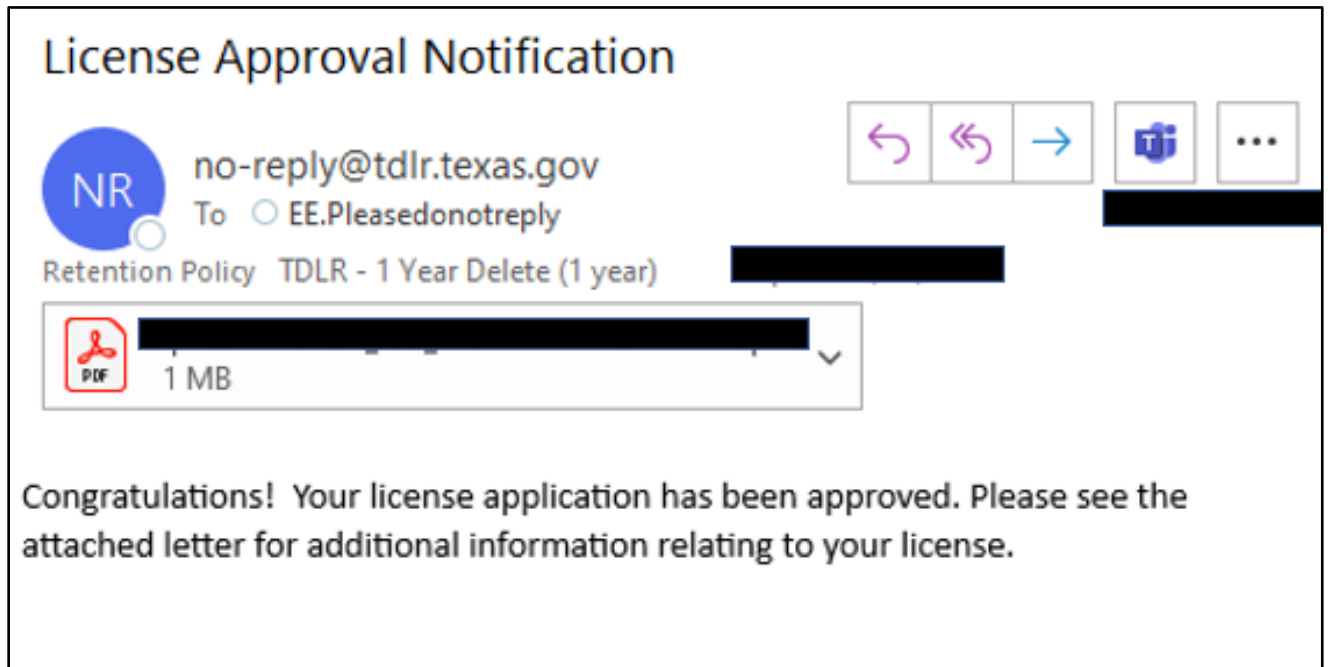 License Approval Notification
NR
no-reply@tdlr.texas.gov
To EE.Pleasedonotreply
Retention Policy TDLR - 1 Year Delete (1 year)
PDF
1 MB
Congratulations!  Your license application has been approved. Please see the
attached letter for additional information relating to your license.